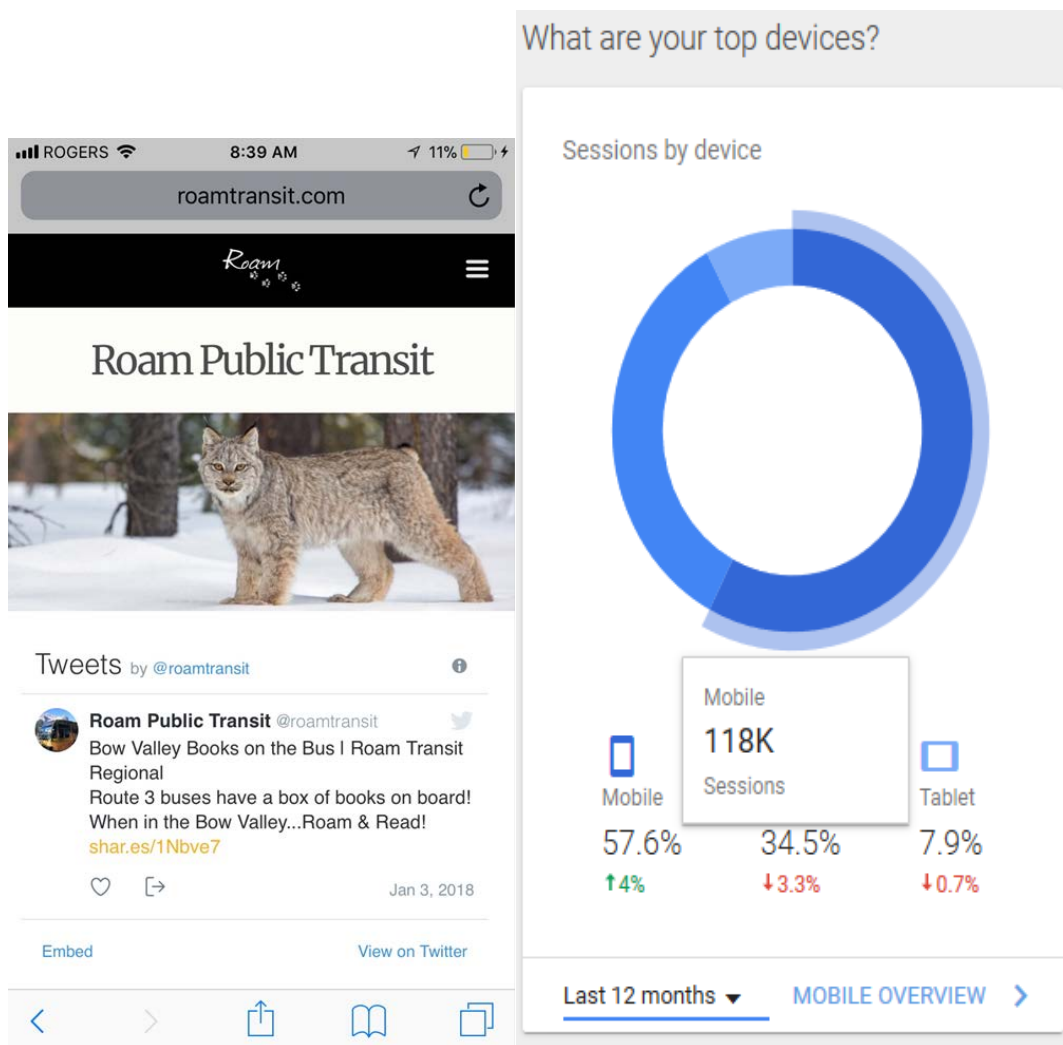 ROGERS 8:39 AM 11%
roamtransit.com
Roam
Roam Public Transit
Tweets by @roamtransit
Roam Public Transit @roamtransit
Bow Valley Books on the Bus | Roam Transit
Regional
Route 3 buses have a box of books on board!
When in the Bow Valley...Roam & Read!
shar.es/1Nbve7
Jan 3, 2018
Embed View on Twitter
What are your top devices?
Sessions by device
Mobile
118K
Sessions
Mobile Tablet
57.6% 34.5% 7.9%
↑4% ↓3.3% ↓0.7%
Last 12 months MOBILE OVERVIEW